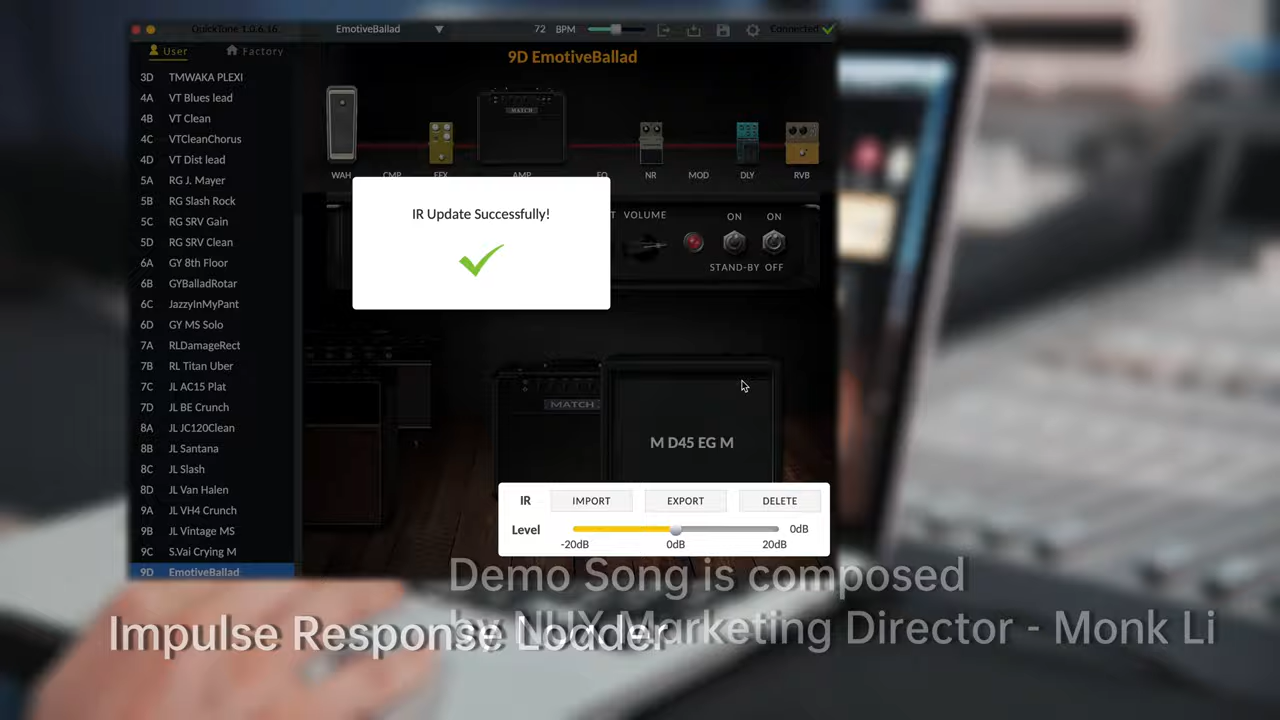 QuickTone 1.0.6.16
EmotiveBallad
72 BPM
Connected
User
Factory
3D TMWAKA PLEXI
4A VT Blues lead
4B VT Clean
4C VTCleanChorus
4D VT Dist lead
5A RG J. Mayer
5B RG Slash Rock
5C RG SRV Gain
5D RG SRV Clean
6A GY 8th Floor
6B GYBalladRotar
6C JazzyInMyPant
6D GY MS Solo
7A RLDamageRect
7B RL Titan Uber
7C JL AC15 Plat
7D JL BE Crunch
8A JL JC120Clean
8B JL Santana
8C JL Slash
8D JL Van Halen
9A JL VH4 Crunch
9B JL Vintage MS
9C S.Vai Crying M
9D EmotiveBallad
9D EmotiveBallad
MATCH
WAH CMP EFX AMP EQ NR MOD DLY RVB
IR Update Successfully!
T VOLUME
ON ON
STAND-BY OFF
MATCH
M D45 EG M
IR IMPORT EXPORT DELETE
Level 0dB
-20dB 0dB 20dB
Demo Song is composed
by NUX Marketing Director - Monk Li
Impulse Response Loader